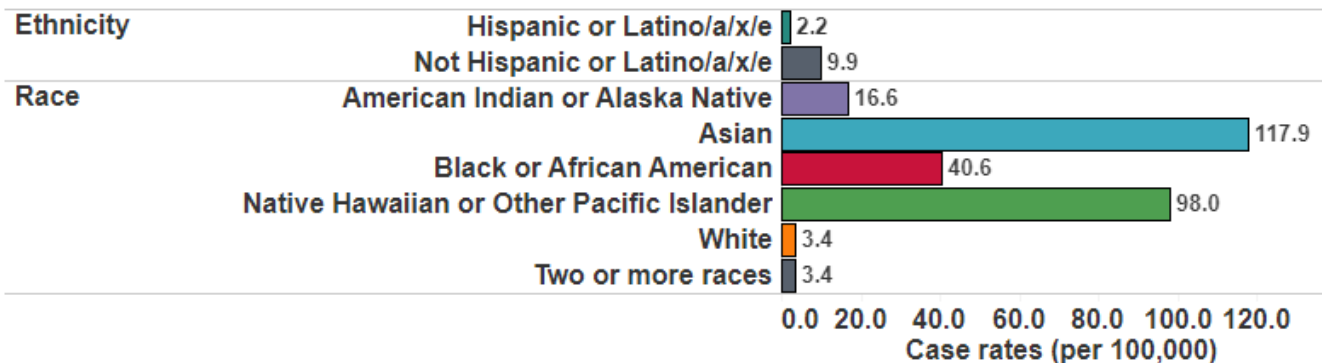 Ethnicity Hispanic or Latino/a/x/e 2.2
Not Hispanic or Latino/a/x/e 9.9
Race American Indian or Alaska Native 16.6
Asian 117.9
Black or African American 40.6
Native Hawaiian or Other Pacific Islander 98.0
White 3.4
Two or more races 3.4
0.0 20.0 40.0 60.0 80.0 100.0 120.0
Case rates (per 100,000)